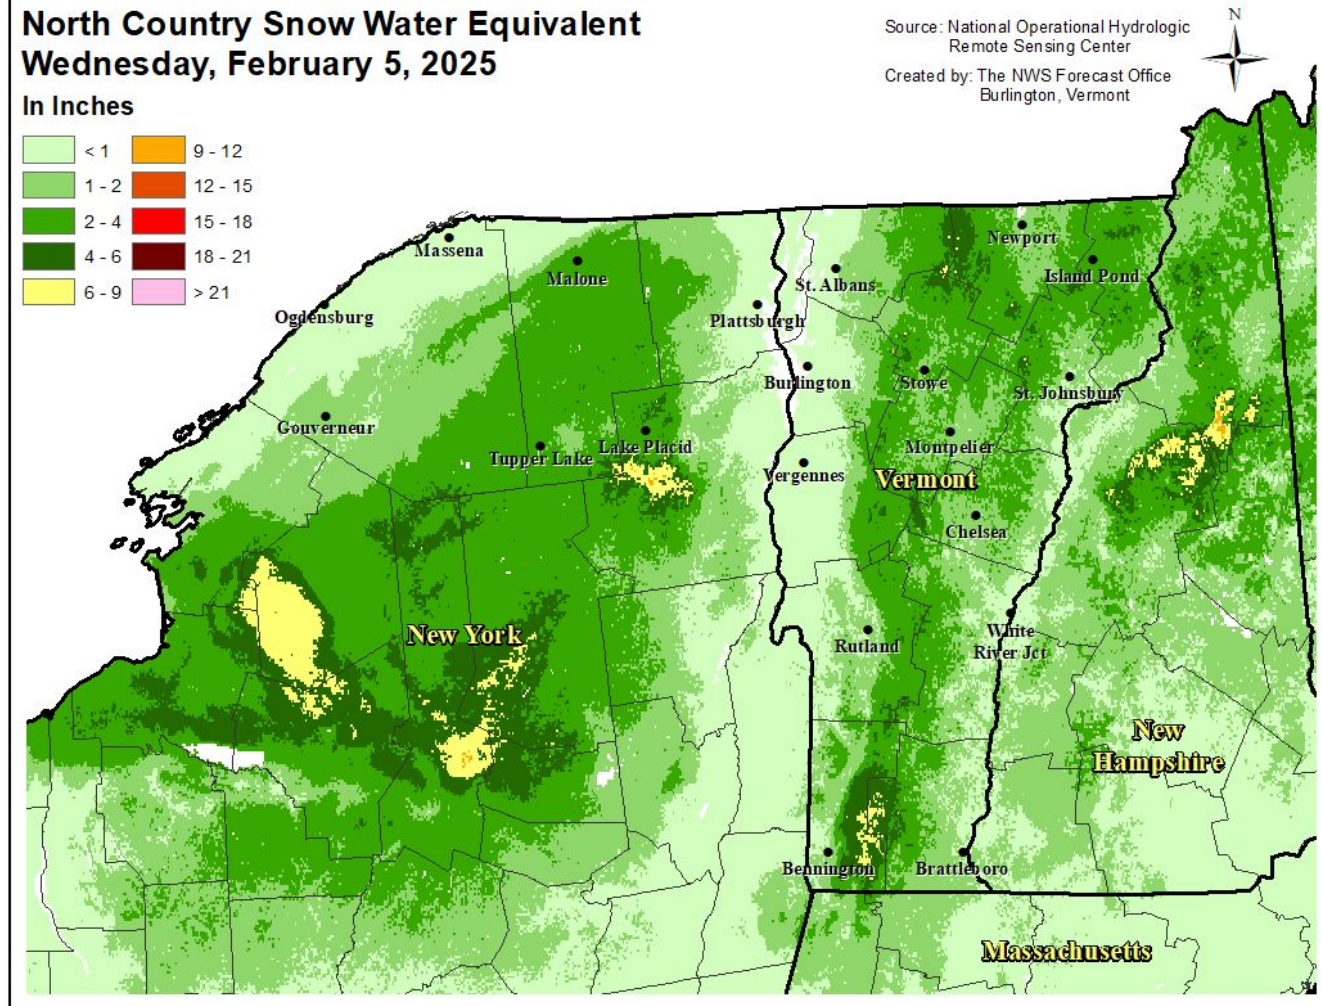 North Country Snow Water Equivalent
Wednesday, February 5, 2025
In Inches
< 1
9 - 12
1 - 2
12 - 15
2 - 4
15 - 18
4 - 6
18 - 21
6 - 9
> 21
Source: National Operational Hydrologic
Remote Sensing Center
Created by: The NWS Forecast Office
Burlington, Vermont
N
Massena
Malone
Newport
Island Pond
St. Albans
Ogdensburg
Plattsburgh
Burlington
Stowe
St. Johnsbury
Gouverneur
Tupper Lake
Lake Placid
Montpelier
Vergennes
Vermont
Chelsea
New York
White
River Jct
Rutland
New
Hampshire
Bennington
Brattleboro
Massachusetts